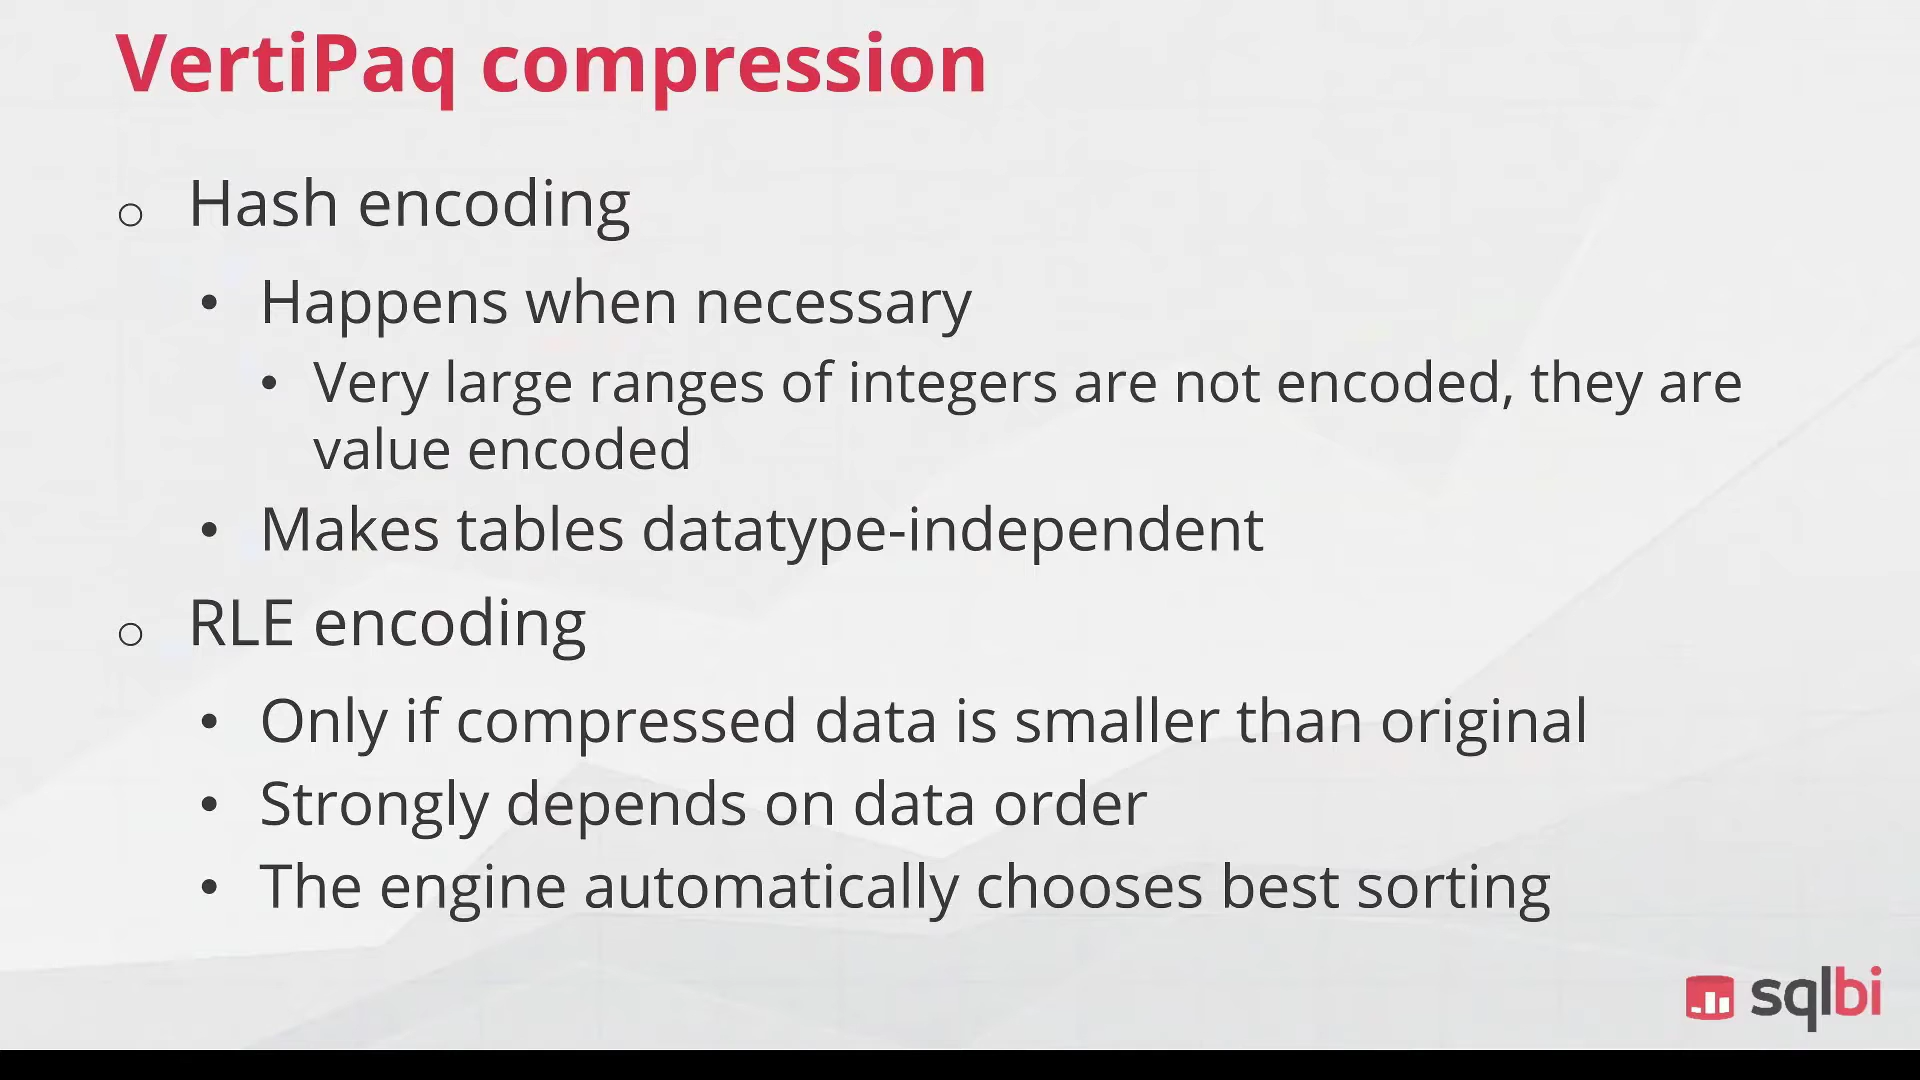 VertiPaq compression
Hash encoding
Happens when necessary
Very large ranges of integers are not encoded, they are
value encoded
Makes tables datatype-independent
RLE encoding
Only if compressed data is smaller than original
Strongly depends on data order
The engine automatically chooses best sorting
sqlbi